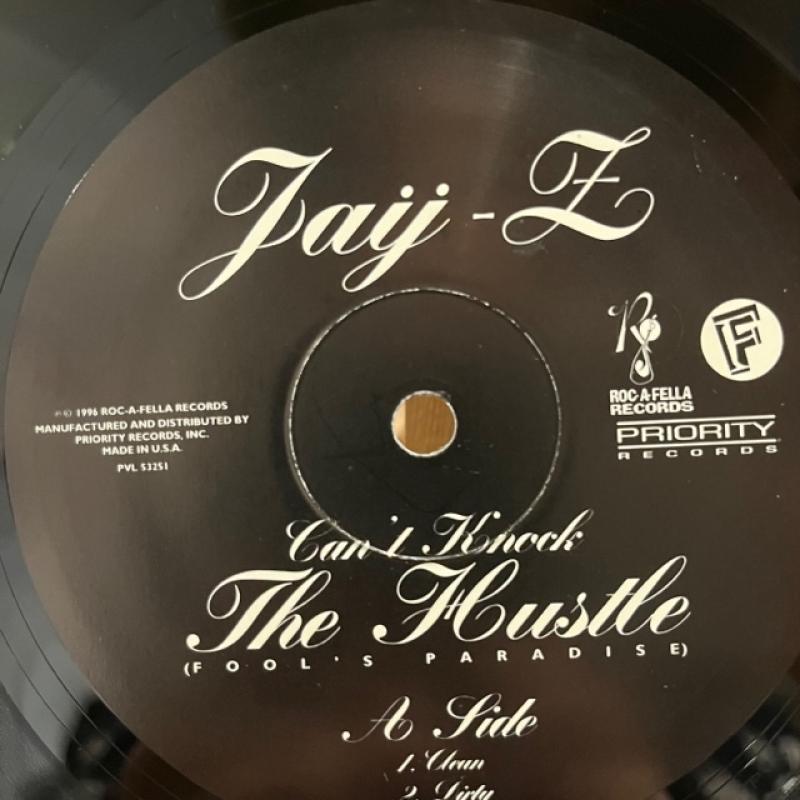 Jay-Z
ROC-A-FELLA
RECORDS
F
PRIORITY
RECORDS
℗ © 1996 ROC-A-FELLA RECORDS
MANUFACTURED AND DISTRIBUTED BY
PRIORITY RECORDS, INC.
MADE IN U.S.A.
PVL 53251
Can't Knock
The Hustle
(FOOL'S PARADISE)
A Side
1. Clean
2. Dirty